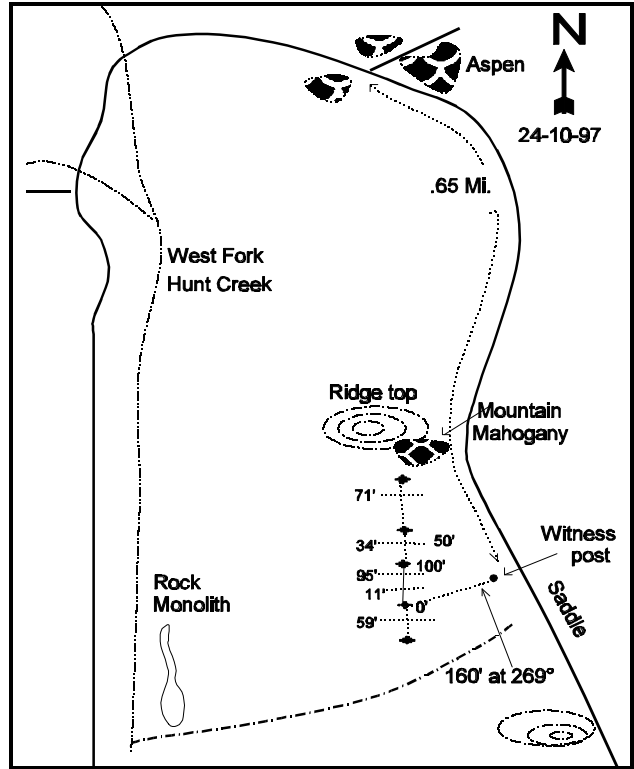 N
Aspen
24-10-97
.65 Mi.
West Fork
Hunt Creek
Ridge top
Mountain
Mahogany
71'
34'
50'
Witness
post
100'
95'
Rock
Monolith
11'
0'
Saddle
59'
160' at 269°